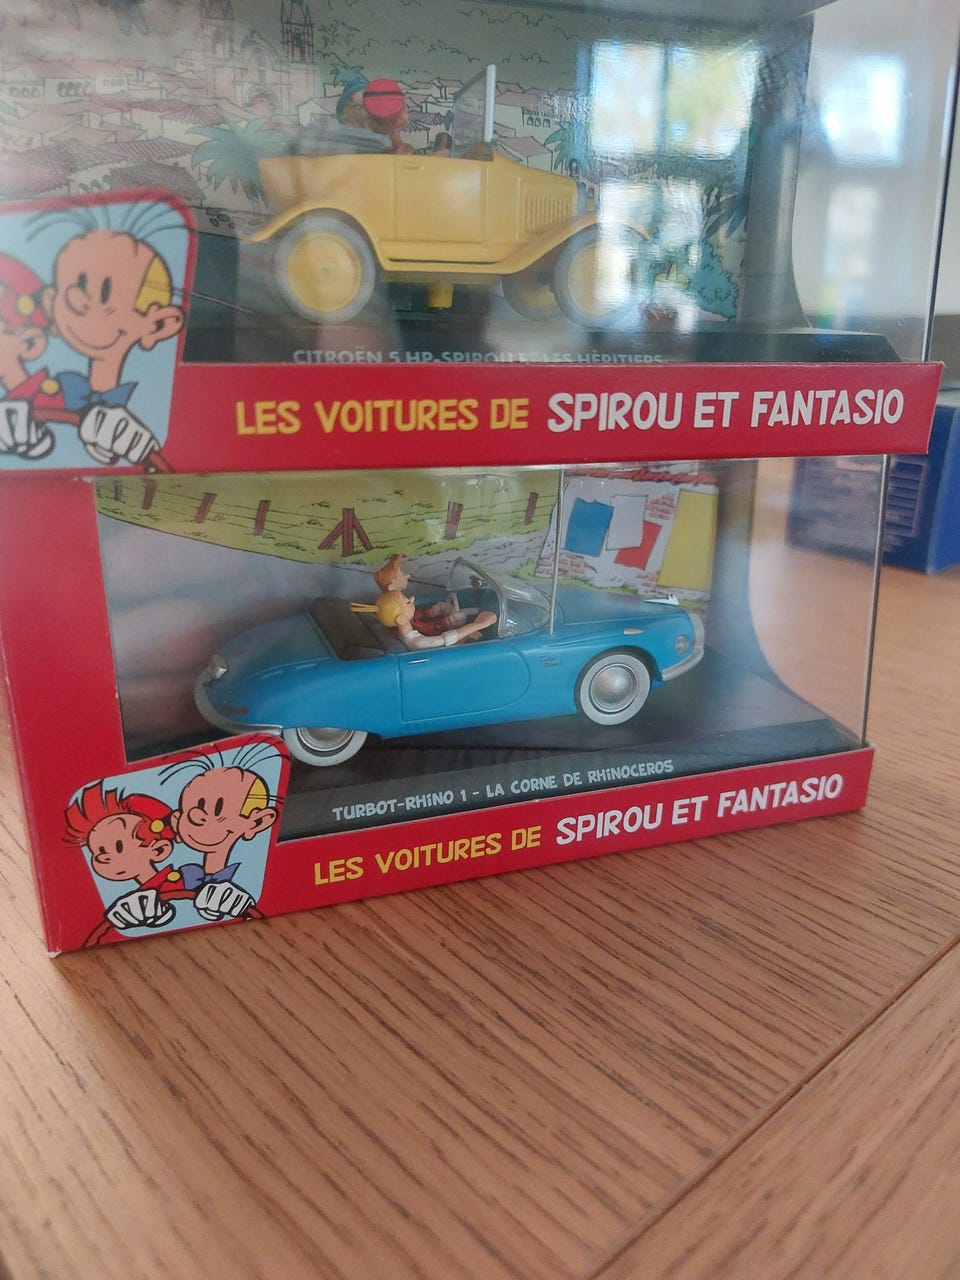 CITROËN 5 HP-SPIROU ET LES HÉRITIERS
LES VOITURES DE SPIROU ET FANTASIO
TURBOT-RHINO 1 - LA CORNE DE RHINOCEROS
LES VOITURES DE SPIROU ET FANTASIO